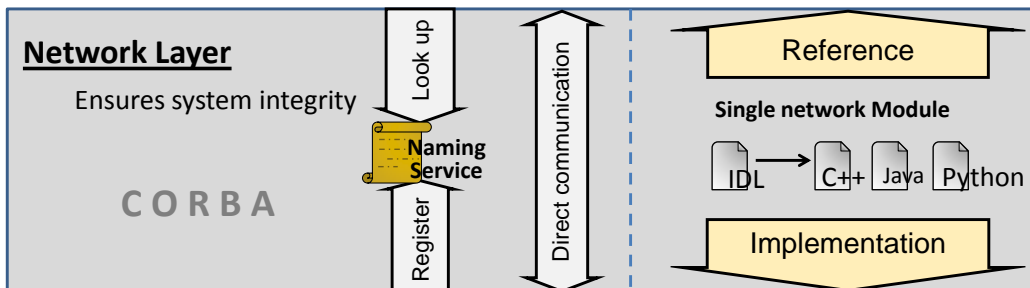 Network Layer
Ensures system integrity
CORBA
Look up
Naming
Service
Register
Direct communication
Reference
Single network Module
IDL
C++
Java
Python
Implementation